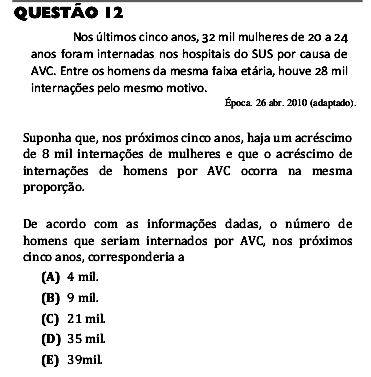 QUESTÃO 12
Nos últimos cinco anos, 32 mil mulheres de 20 a 24
anos foram internadas nos hospitais do SUS por causa de
AVC. Entre os homens da mesma faixa etária, houve 28 mil
internações pelo mesmo motivo.
Época. 26 abr. 2010 (adaptado).
Suponha que, nos próximos cinco anos, haja um acréscimo
de 8 mil internações de mulheres e que o acréscimo de
internações de homens por AVC ocorra na mesma
proporção.
De acordo com as informações dadas, o número de
homens que seriam internados por AVC, nos próximos
cinco anos, corresponderia a
(A) 4 mil.
(B) 9 mil.
(C) 21 mil.
(D) 35 mil.
(E) 39mil.